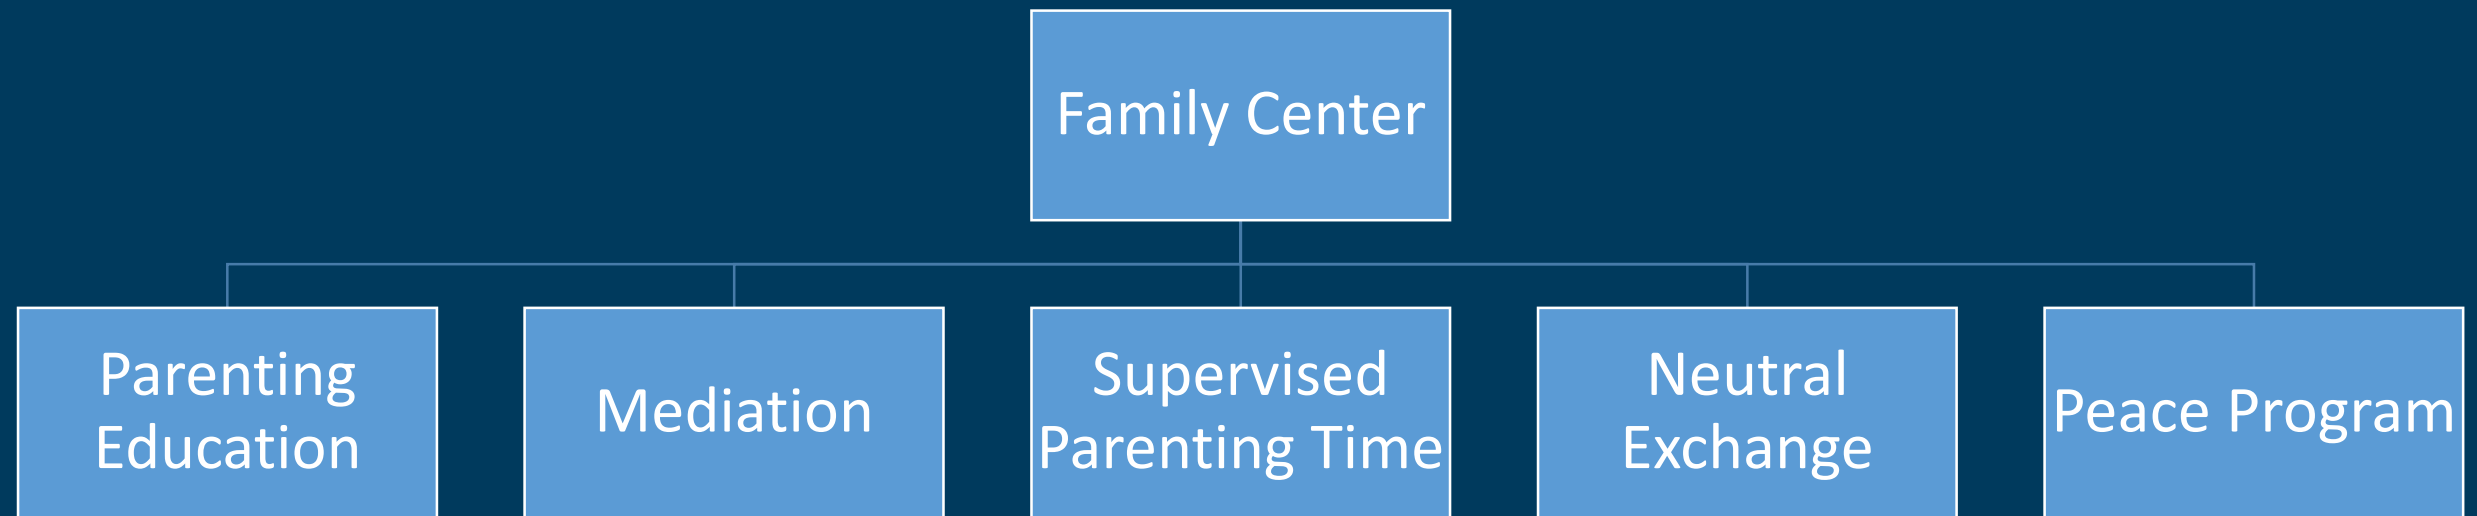 Family Center
Parenting
Education
Mediation
Supervised
Parenting Time
Neutral
Exchange
Peace Program